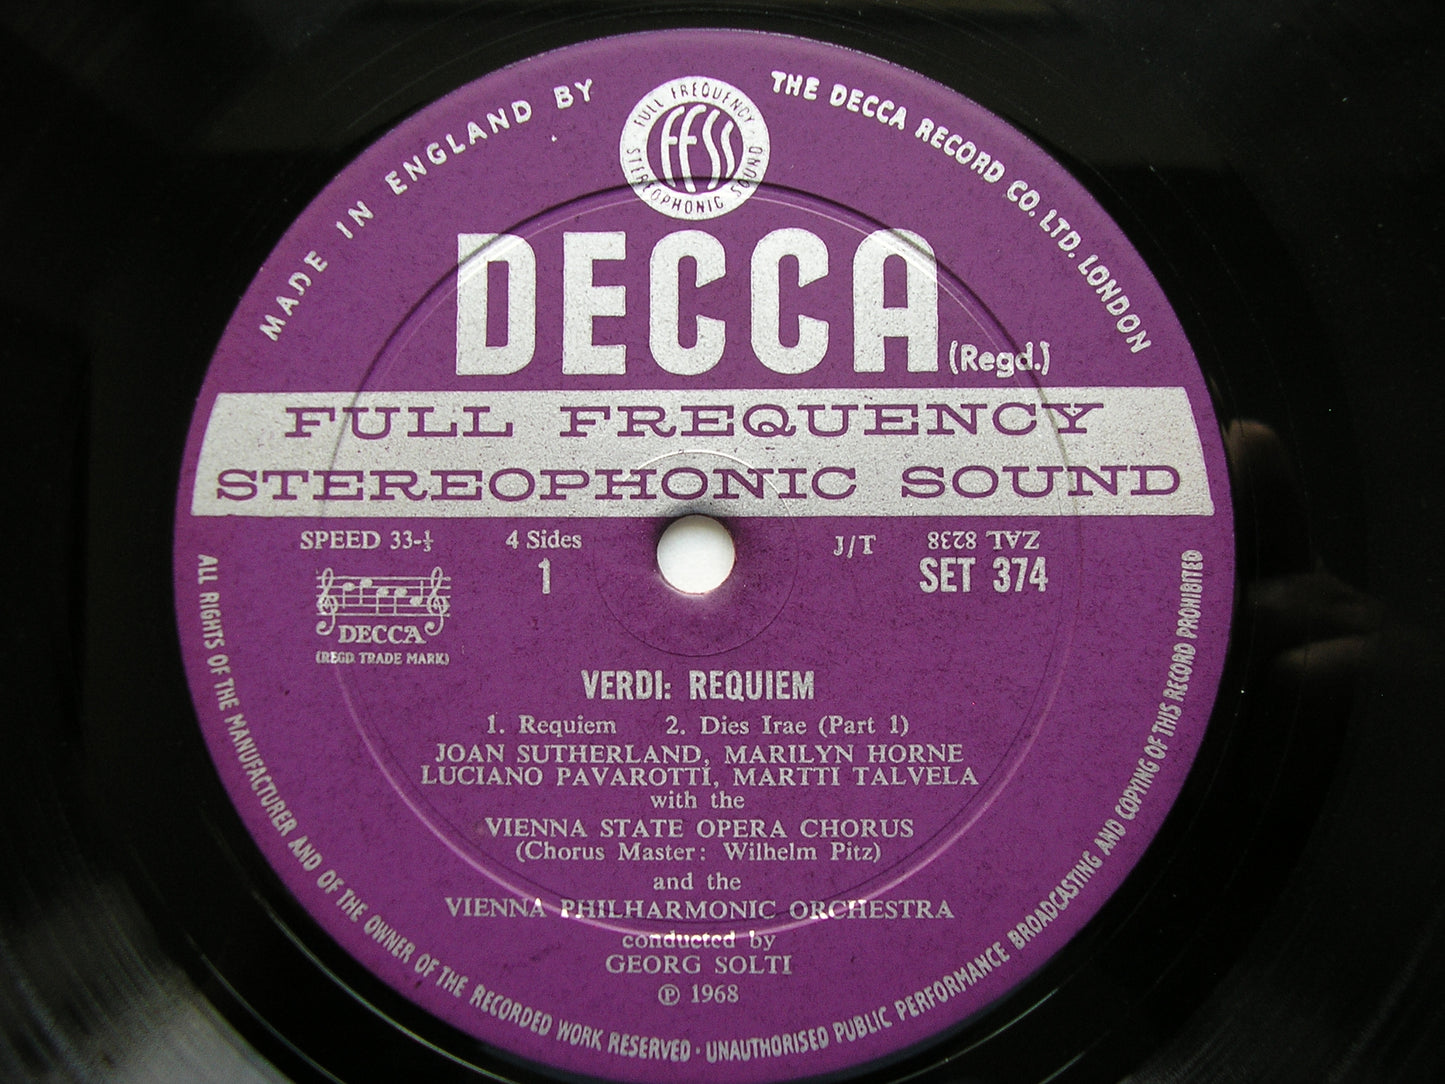 MADE IN ENGLAND BY
THE DECCA RECORD CO. LTD. LONDON
FULL FREQUENCY
ffss
STEREOPHONIC SOUND
DECCA
(Regd.)
FULL FREQUENCY
STEREOPHONIC SOUND
SPEED 33-⅓
4 Sides
1
J/T
ZAL 8238
SET 374
DECCA
(REGD. TRADE MARK)
VERDI: REQUIEM
1. Requiem 2. Dies Irae (Part 1)
JOAN SUTHERLAND, MARILYN HORNE
LUCIANO PAVAROTTI, MARTTI TALVELA
with the
VIENNA STATE OPERA CHORUS
(Chorus Master: Wilhelm Pitz)
and the
VIENNA PHILHARMONIC ORCHESTRA
conducted by
GEORG SOLTI
℗ 1968
ALL RIGHTS OF THE MANUFACTURER AND OF THE OWNER OF THE RECORDED WORK RESERVED · UNAUTHORISED PUBLIC PERFORMANCE BROADCASTING AND COPYING OF THIS RECORD PROHIBITED